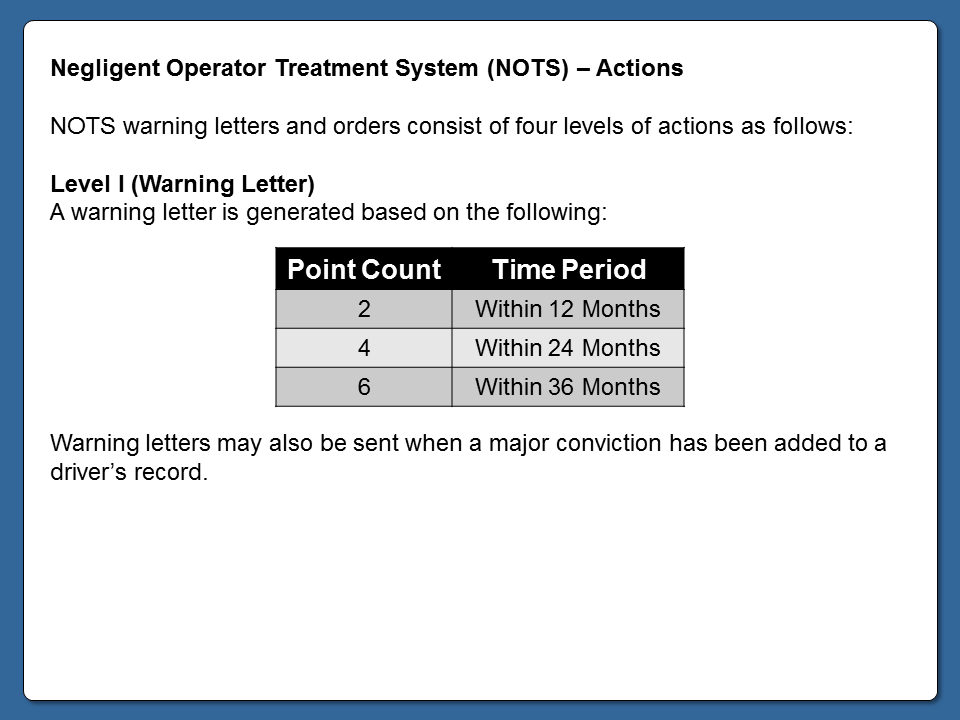 Negligent Operator Treatment System (NOTS) – Actions
NOTS warning letters and orders consist of four levels of actions as follows:
Level I (Warning Letter)
A warning letter is generated based on the following:
Point Count Time Period
2 Within 12 Months
4 Within 24 Months
6 Within 36 Months
Warning letters may also be sent when a major conviction has been added to a
driver’s record.